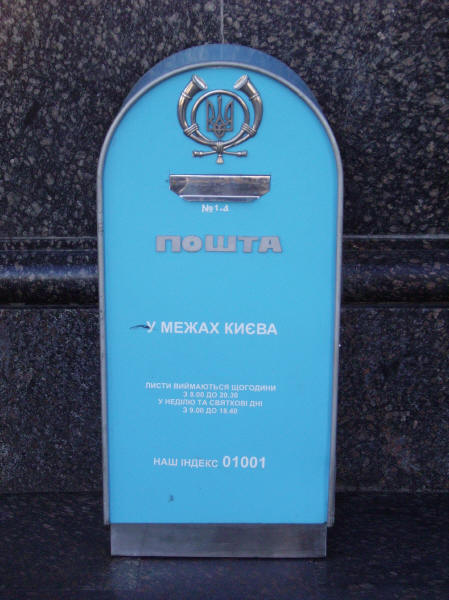 №1-4
ПОШТА
У МЕЖАХ КИЄВА
ЛИСТИ ВИЙМАЮТЬСЯ ЩОГОДИНИ
З 8.00 ДО 20.30
У НЕДІЛЮ ТА СВЯТКОВІ ДНІ
З 9.00 ДО 18.40
НАШ ІНДЕКС 01001